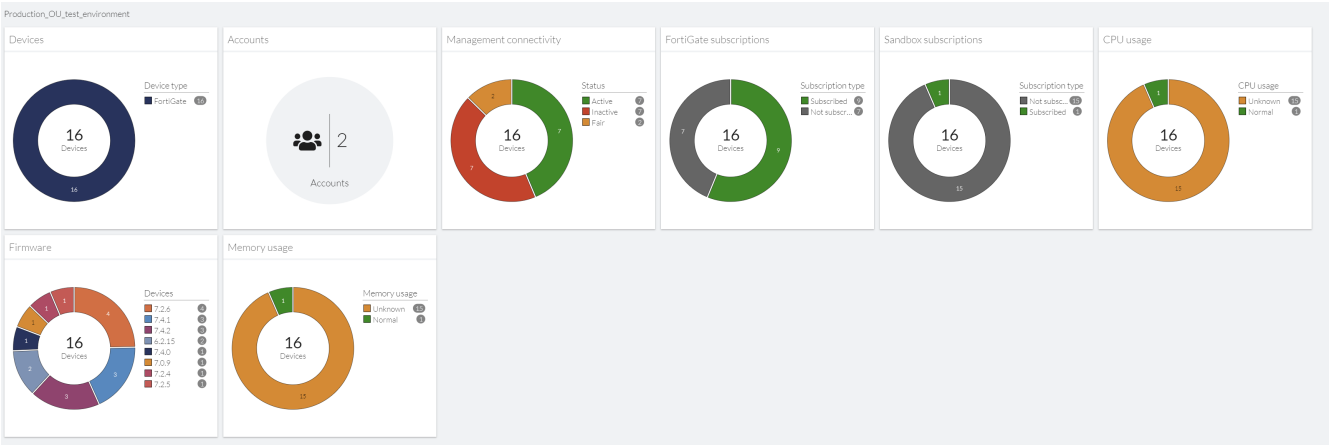 Production_OU_test_environment
Devices
16
Devices
16
Device type
FortiGate 16
Accounts
2
Accounts
Management connectivity
2
7
7
16
Devices
Status
Active 7
Inactive 7
Fair 2
FortiGate subscriptions
7
9
16
Devices
Subscription type
Subscribed 9
Not subscr... 7
Sandbox subscriptions
1
15
16
Devices
Subscription type
Not subsc... 15
Subscribed 1
CPU usage
1
15
16
Devices
CPU usage
Unknown 15
Normal 1
Firmware
1
1
1
1
2
3
3
4
16
Devices
Devices
7.2.6 4
7.4.1 3
7.4.2 3
6.2.15 2
7.4.0 1
7.0.9 1
7.2.4 1
7.2.5 1
Memory usage
1
15
16
Devices
Memory usage
Unknown 15
Normal 1